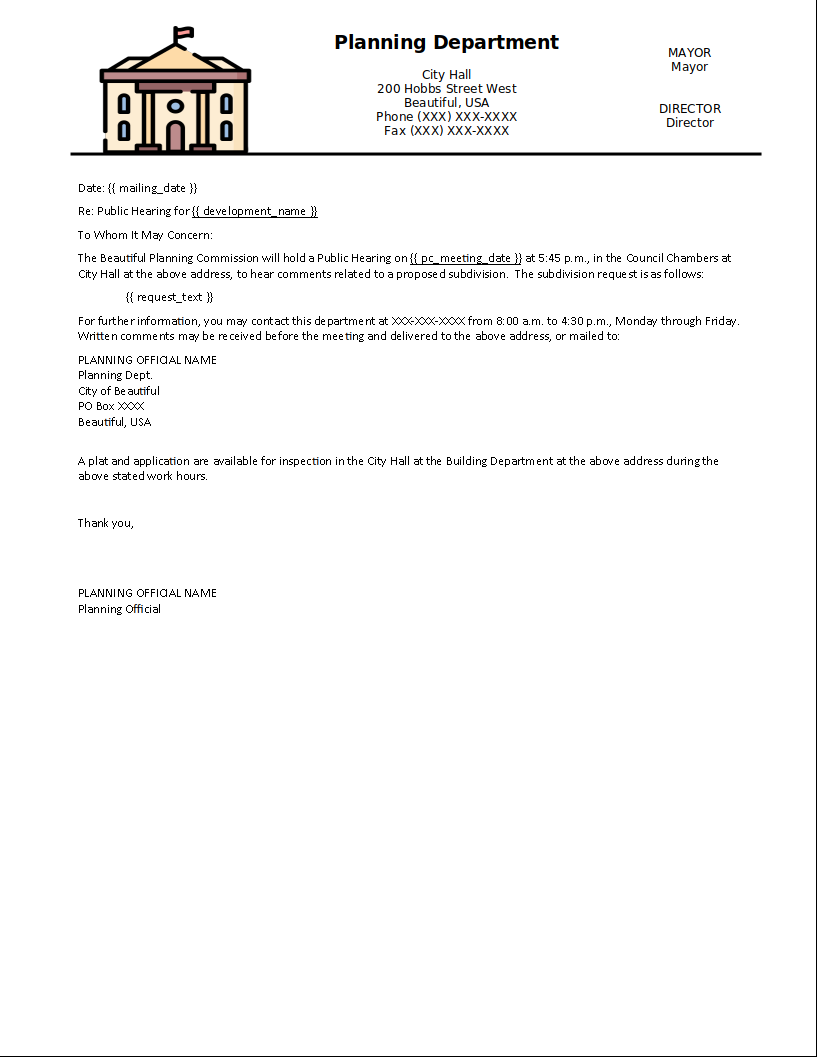 Planning Department
City Hall
200 Hobbs Street West
Beautiful, USA
Phone (XXX) XXX-XXXX
Fax (XXX) XXX-XXXX
MAYOR
Mayor
DIRECTOR
Director
Date: {{ mailing_date }}
Re: Public Hearing for {{ development_name }}
To Whom It May Concern:
The Beautiful Planning Commission will hold a Public Hearing on {{ pc_meeting_date }} at 5:45 p.m., in the Council Chambers at
City Hall at the above address, to hear comments related to a proposed subdivision.  The subdivision request is as follows:
{{ request_text }}
For further information, you may contact this department at XXX-XXX-XXXX from 8:00 a.m. to 4:30 p.m., Monday through Friday.
Written comments may be received before the meeting and delivered to the above address, or mailed to:
PLANNING OFFICIAL NAME
Planning Dept.
City of Beautiful
PO Box XXXX
Beautiful, USA
A plat and application are available for inspection in the City Hall at the Building Department at the above address during the
above stated work hours.
Thank you,
PLANNING OFFICIAL NAME
Planning Official